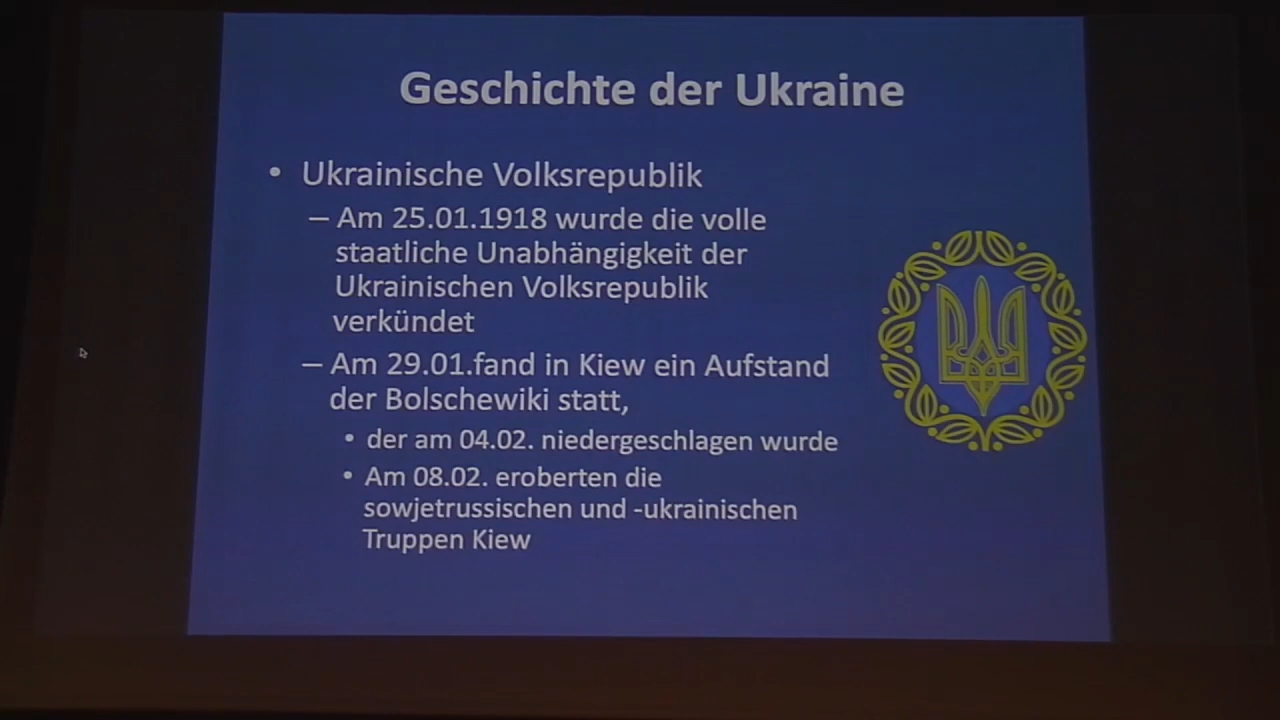 Geschichte der Ukraine
• Ukrainische Volksrepublik
– Am 25.01.1918 wurde die volle
staatliche Unabhängigkeit der
Ukrainischen Volksrepublik
verkündet
– Am 29.01.fand in Kiew ein Aufstand
der Bolschewiki statt,
• der am 04.02. niedergeschlagen wurde
• Am 08.02. eroberten die
sowjetrussischen und -ukrainischen
Truppen Kiew